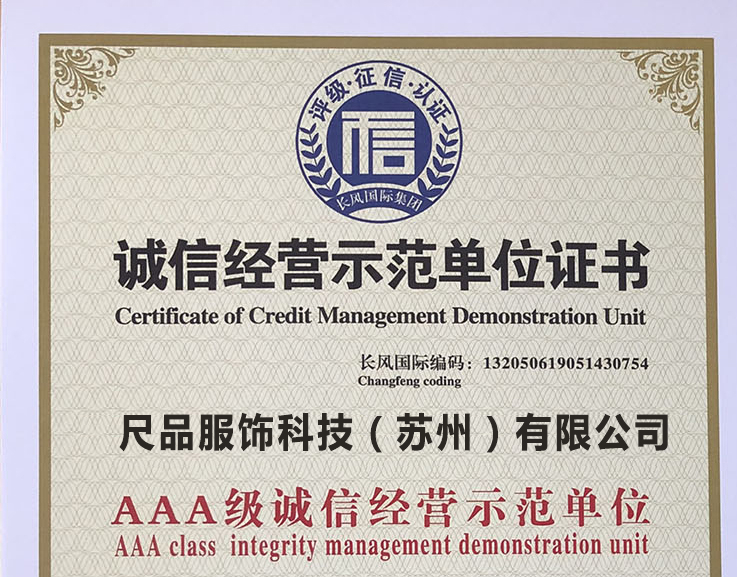 评级·征信·认证
信
长风国际集团
诚信经营示范单位证书
Certificate of Credit Management Demonstration Unit
长风国际编码：132050619051430754
Changfeng coding
尺品服饰科技（苏州）有限公司
AAA级诚信经营示范单位
AAA class integrity management demonstration unit